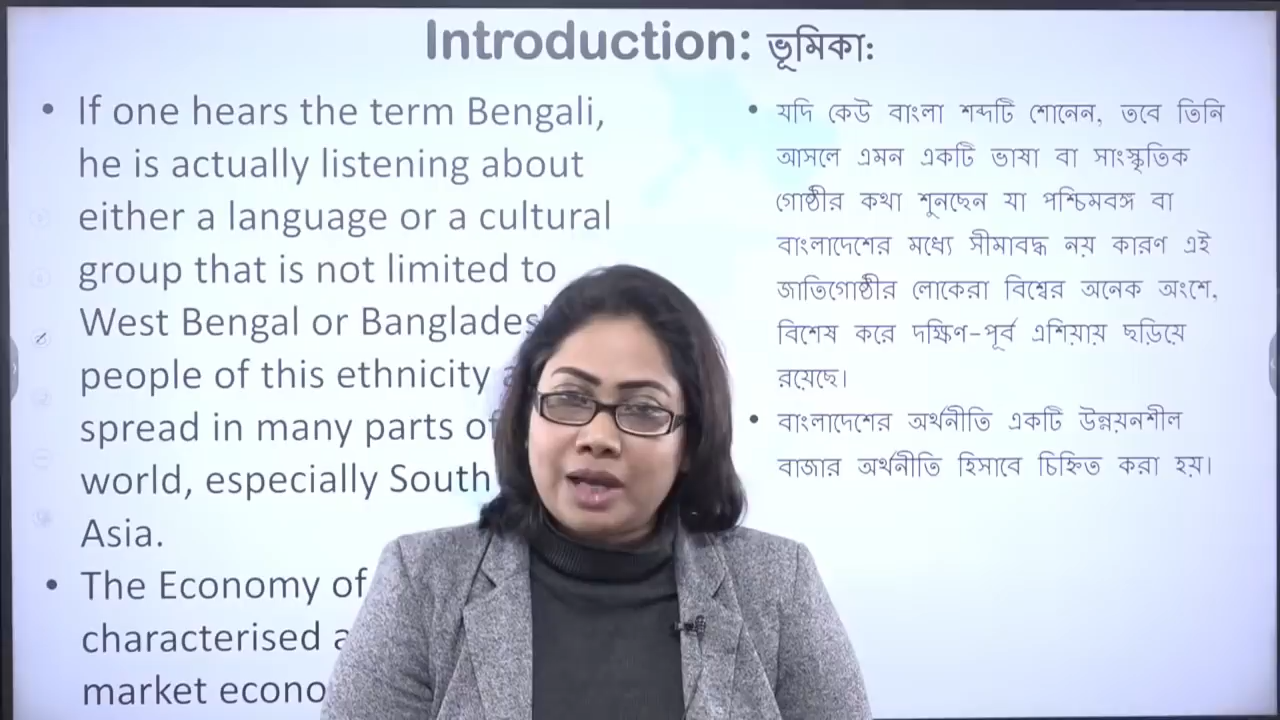 Introduction: ভূমিকা:
If one hears the term Bengali,
he is actually listening about
either a language or a cultural
group that is not limited to
West Bengal or
people of this ethnicity
spread in many parts
world, especially South
Asia.
The Economy of
characterised
market
যদি কেউ বাংলা শব্দটি শোনেন, তবে তিনি
আসলে এমন একটি ভাষা বা সাংস্কৃতিক
গোষ্ঠীর কথা শুনছেন যা পশ্চিমবঙ্গ বা
বাংলাদেশের মধ্যে সীমাবদ্ধ নয় কারণ এই
জাতিগোষ্ঠীর লোকেরা বিশ্বের অনেক অংশে,
বিশেষ করে দক্ষিণ-পূর্ব এশিয়ায় ছড়িয়ে
রয়েছে।
বাংলাদেশের অর্থনীতি একটি উন্নয়নশীল
বাজার অর্থনীতি হিসাবে চিহ্নিত করা হয়।